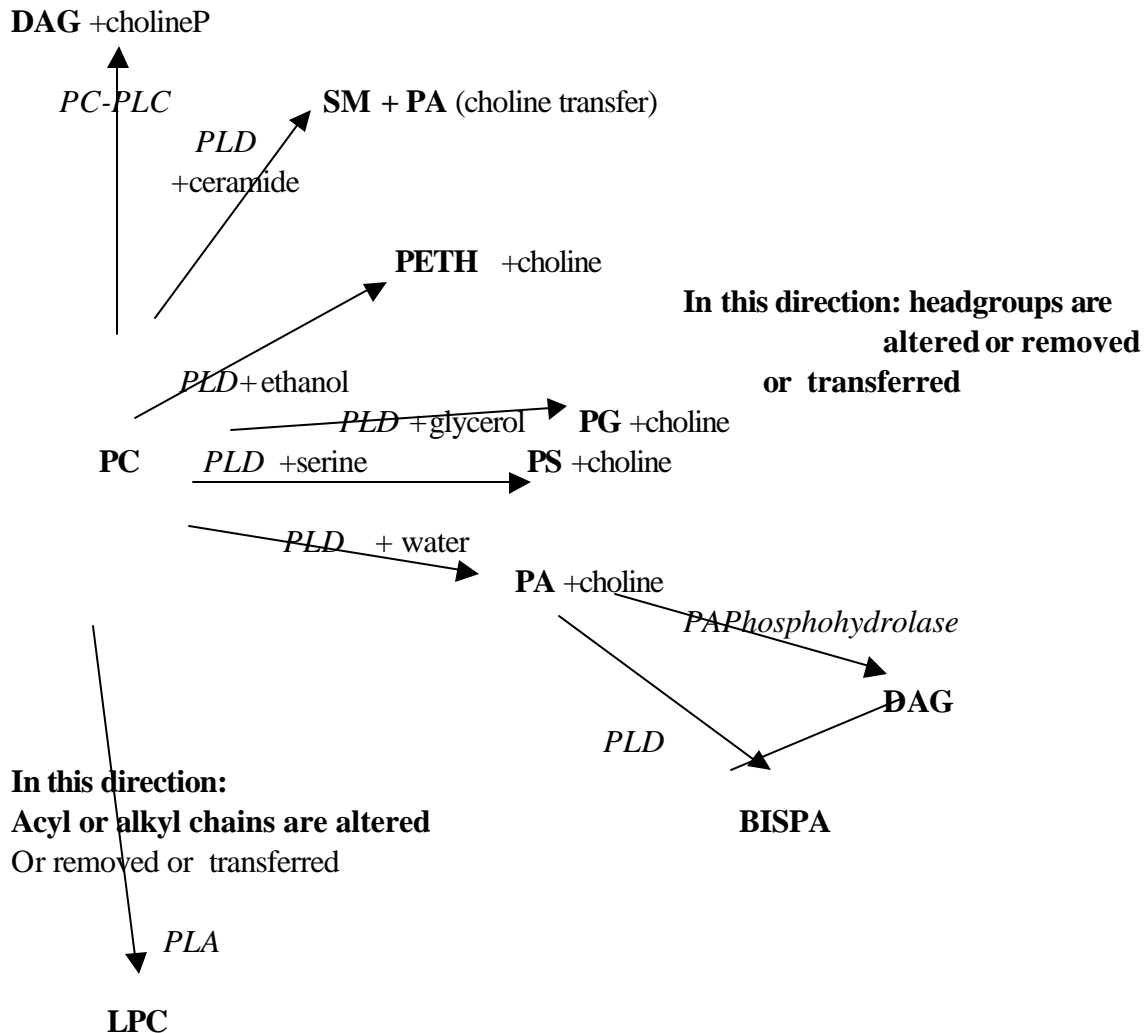 DAG +cholineP
PC-PLC
SM + PA (choline transfer)
PLD
+ceramide
PETH +choline
In this direction: headgroups are
altered or removed
or transferred
PLD + ethanol
PLD +glycerol PG +choline
PC PLD +serine PS +choline
PLD + water
PA +choline
PAPhosphohydrolase
DAG
PLD
In this direction:
Acyl or alkyl chains are altered
Or removed or transferred
BISPA
PLA
LPC